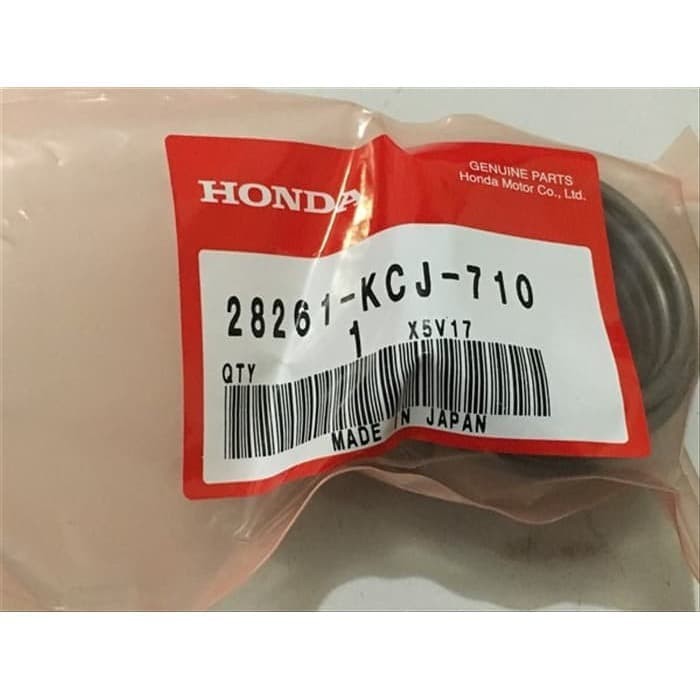 HONDA
GENUINE PARTS
Honda Motor Co., Ltd.
28261-KCJ-710
1 X5V17
QTY
MADE IN JAPAN